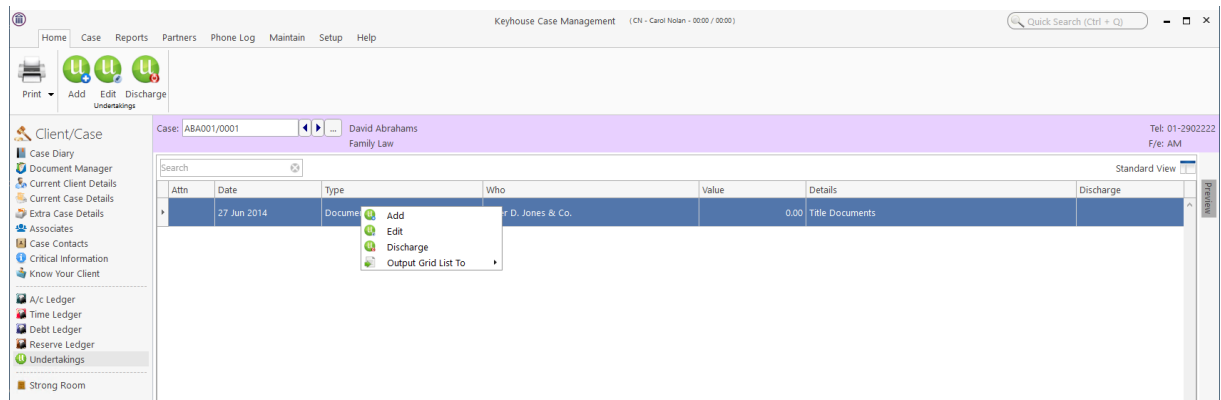 Keyhouse Case Management (CN - Carol Nolan - 00:00 / 00:00)
Quick Search (Ctrl + Q)
Home Case Reports Partners Phone Log Maintain Setup Help
Print Add Edit Discharge
Undertakings
Client/Case
Case Diary
Document Manager
Current Client Details
Current Case Details
Extra Case Details
Associates
Case Contacts
Critical Information
Know Your Client
A/c Ledger
Time Ledger
Debt Ledger
Reserve Ledger
Undertakings
Strong Room
Case: ABA001/0001 ... David Abrahams Tel: 01-2902222
Family Law F/e: AM
Search Standard View
Attn Date Type Who Value Details Discharge
27 Jun 2014 Docume r D. Jones & Co. 0.00 Title Documents
Add
Edit
Discharge
Output Grid List To
Preview